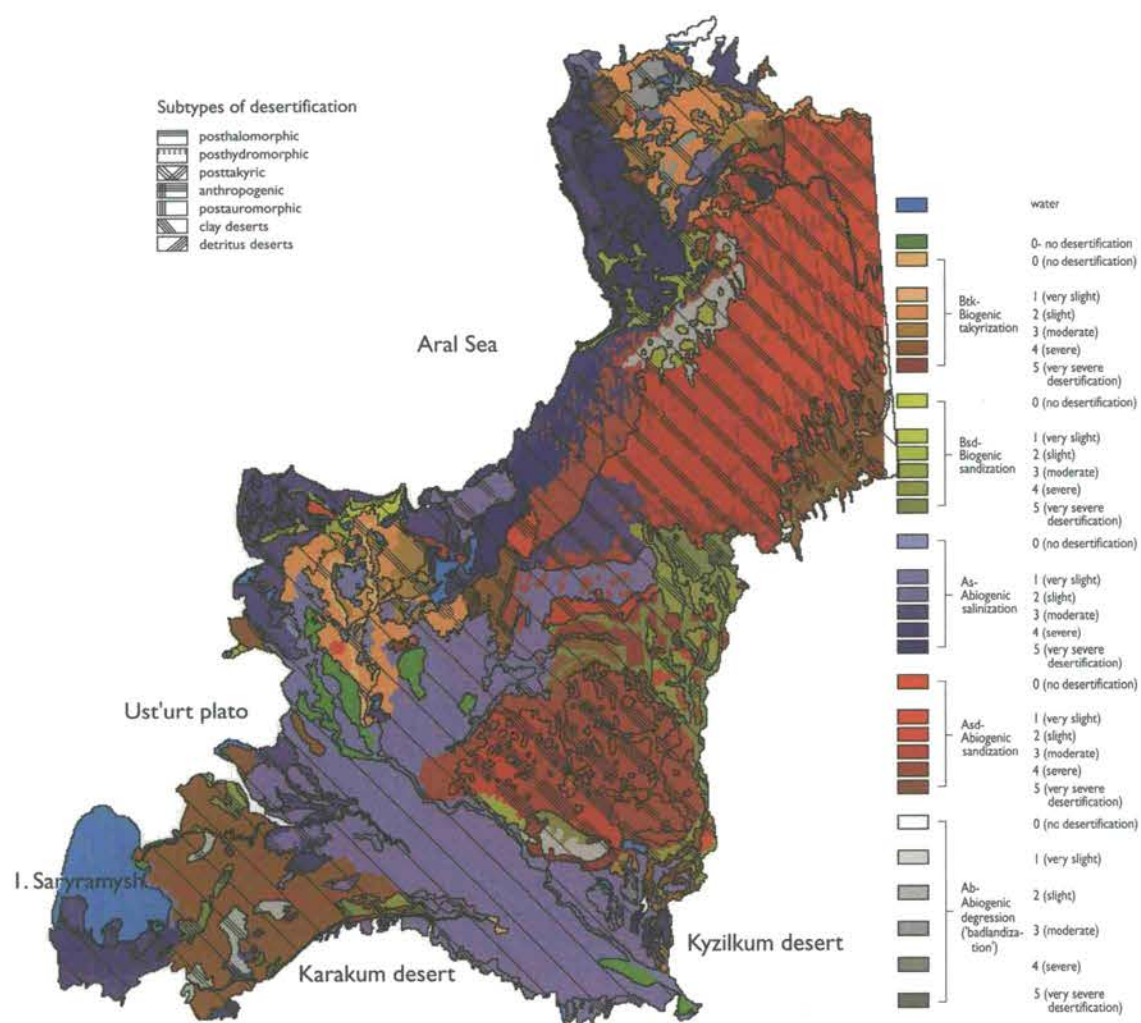 Subtypes of desertification
posthalomorphic
posthydromorphic
posttakyric
anthropogenic
postauromorphic
clay deserts
detritus deserts
Aral Sea
Ust'urt plato
1. Saryramysh
Karakum desert
Kyzilkum desert
water
0- no desertification
0 (no desertification)
Btk-
Biogenic
takyrization
1 (very slight)
2 (slight)
3 (moderate)
4 (severe)
5 (very severe
desertification)
0 (no desertification)
Bsd-
Biogenic
sandization
1 (very slight)
2 (slight)
3 (moderate)
4 (severe)
5 (very severe
desertification)
0 (no desertification)
As-
Abiogenic
salinization
1 (very slight)
2 (slight)
3 (moderate)
4 (severe)
5 (very severe
desertification)
0 (no desertification)
Asd-
Abiogenic
sandization
1 (very slight)
2 (slight)
3 (moderate)
4 (severe)
5 (very severe
desertification)
0 (no desertification)
Ab-
Abiogenic
degression
('badlandiza-
tion')
1 (very slight)
2 (slight)
3 (moderate)
4 (severe)
5 (very severe
desertification)